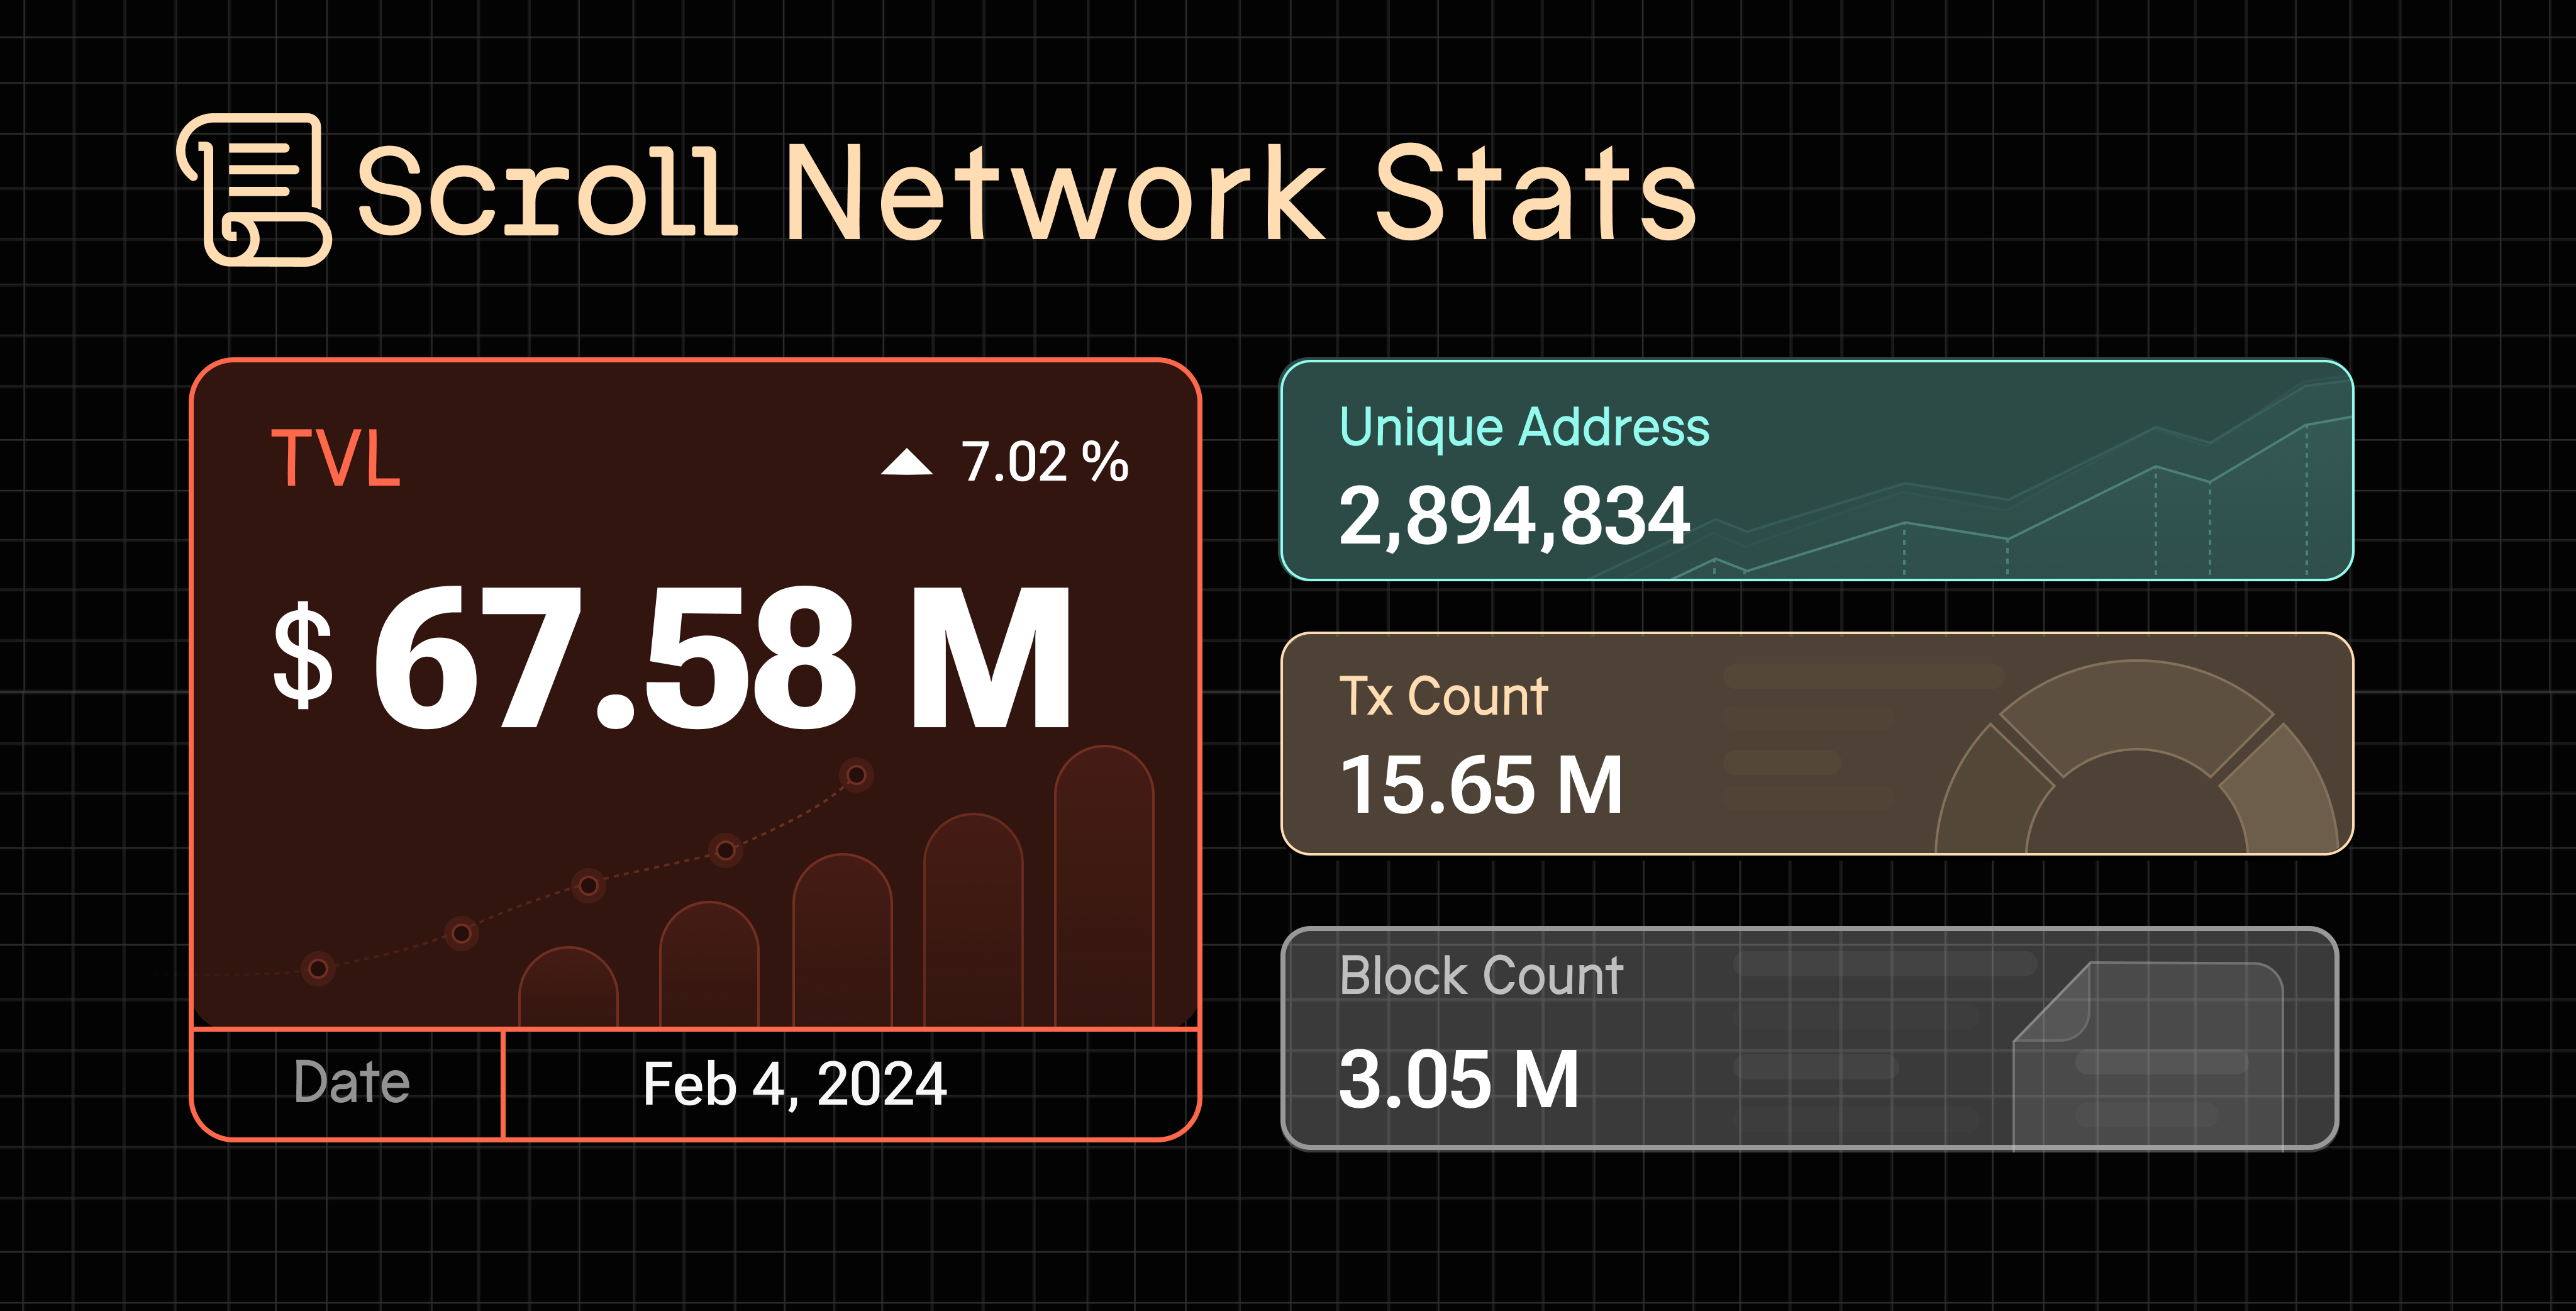 Scroll Network Stats
TVL
7.02 %
$ 67.58 M
Date
Feb 4, 2024
Unique Address
2,894,834
Tx Count
15.65 M
Block Count
3.05 M